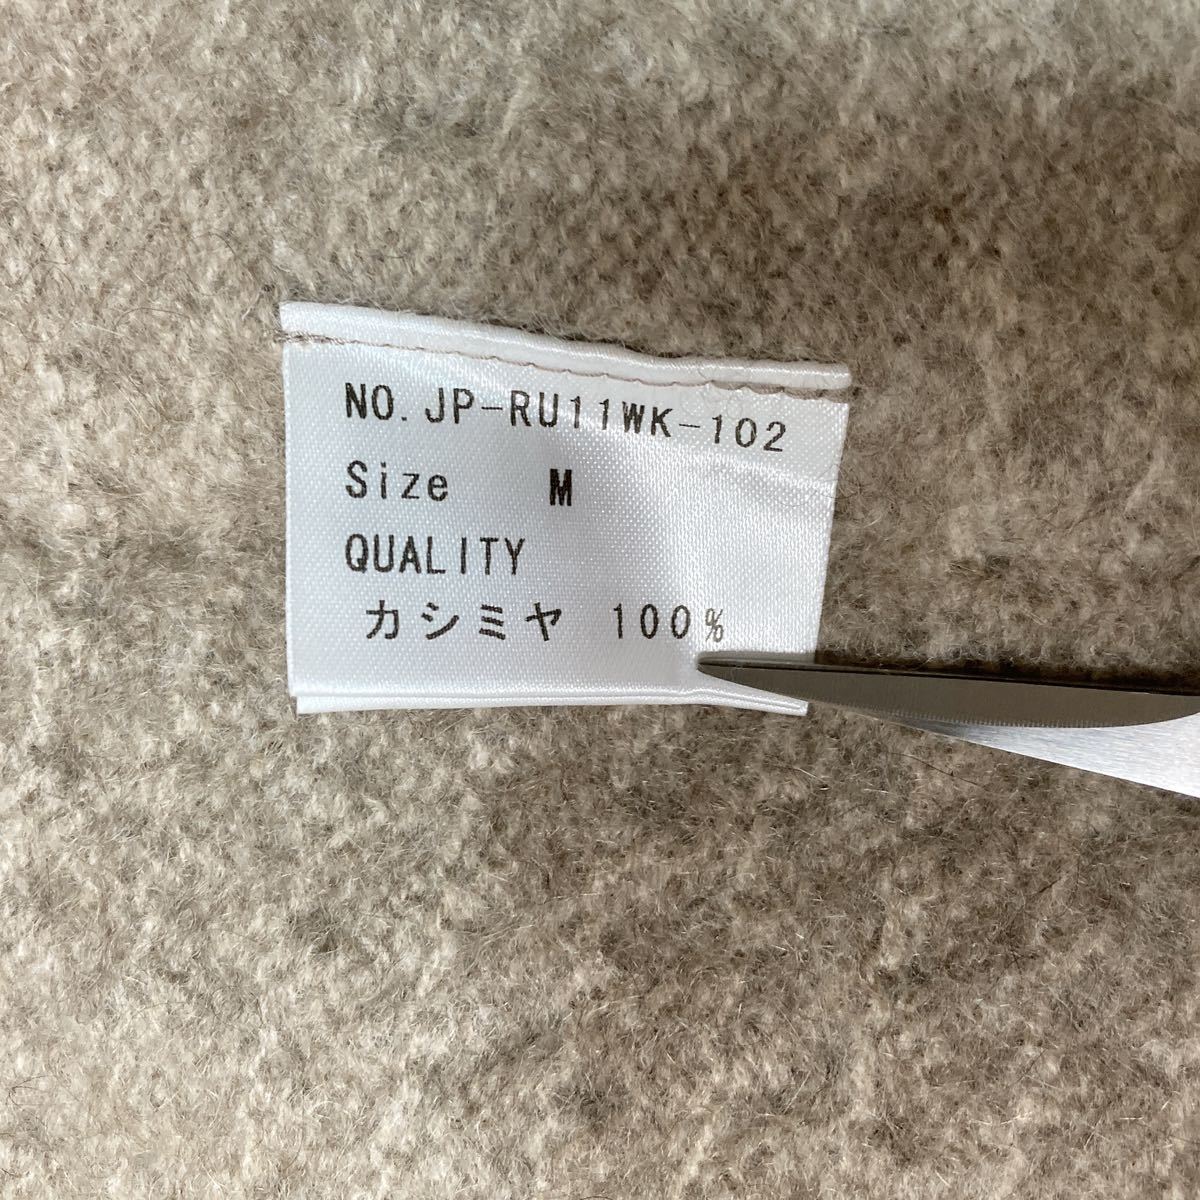 NO. JP-RU11WK-102
Size M
QUALITY
カシミヤ 100%